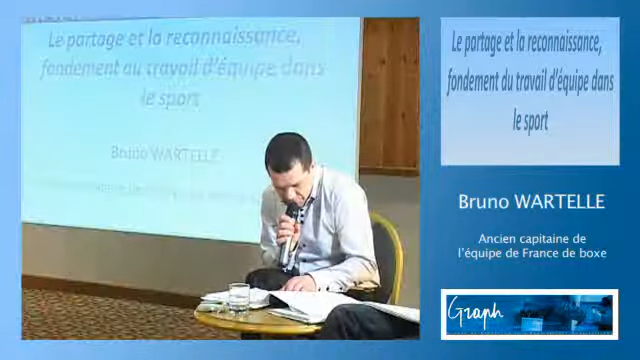 Le partage et la reconnaissance,
fondement du travail d'équipe dans
le sport
Bruno WARTELLE
Le partage et la reconnaissance,
fondement du travail d'équipe dans
le sport
Bruno WARTELLE
Ancien capitaine de
l'équipe de France de boxe
Graph